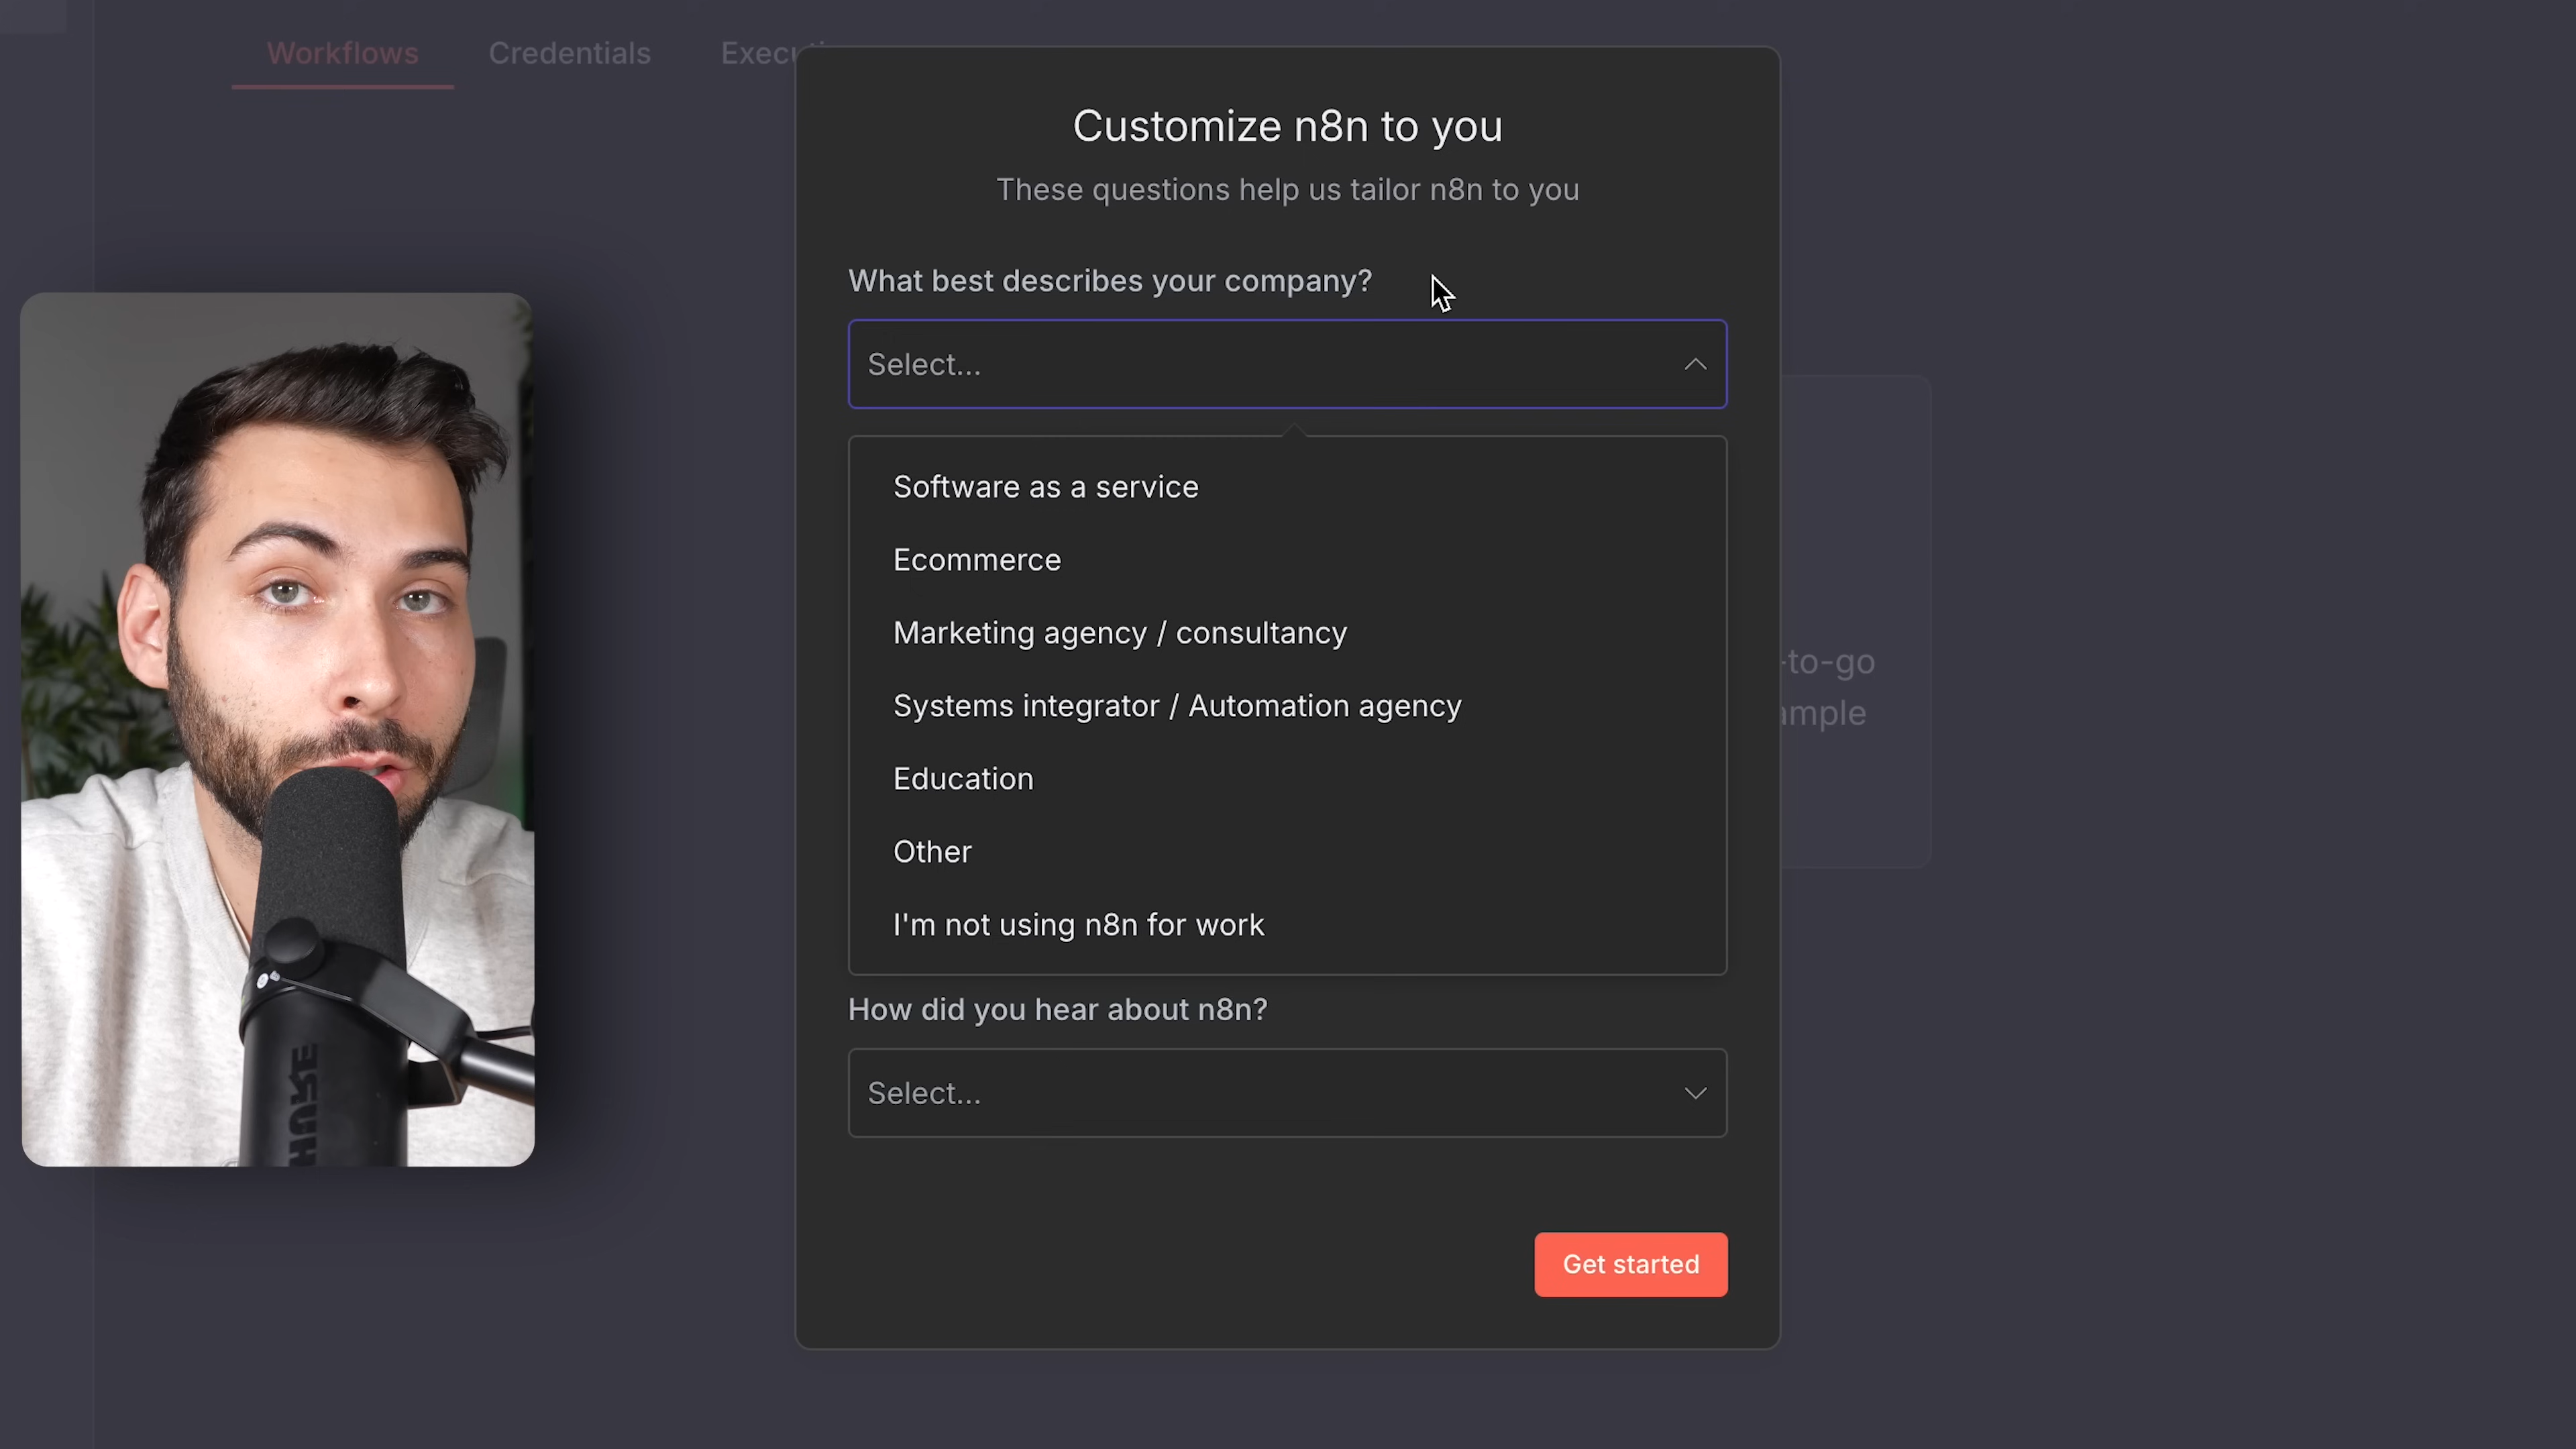 Workflows
Credentials
Customize n8n to you
These questions help us tailor n8n to you
What best describes your company?
Select...
Software as a service
Ecommerce
Marketing agency / consultancy
Systems integrator / Automation agency
Education
Other
I'm not using n8n for work
-to-go
How did you hear about n8n?
Select...
Get started